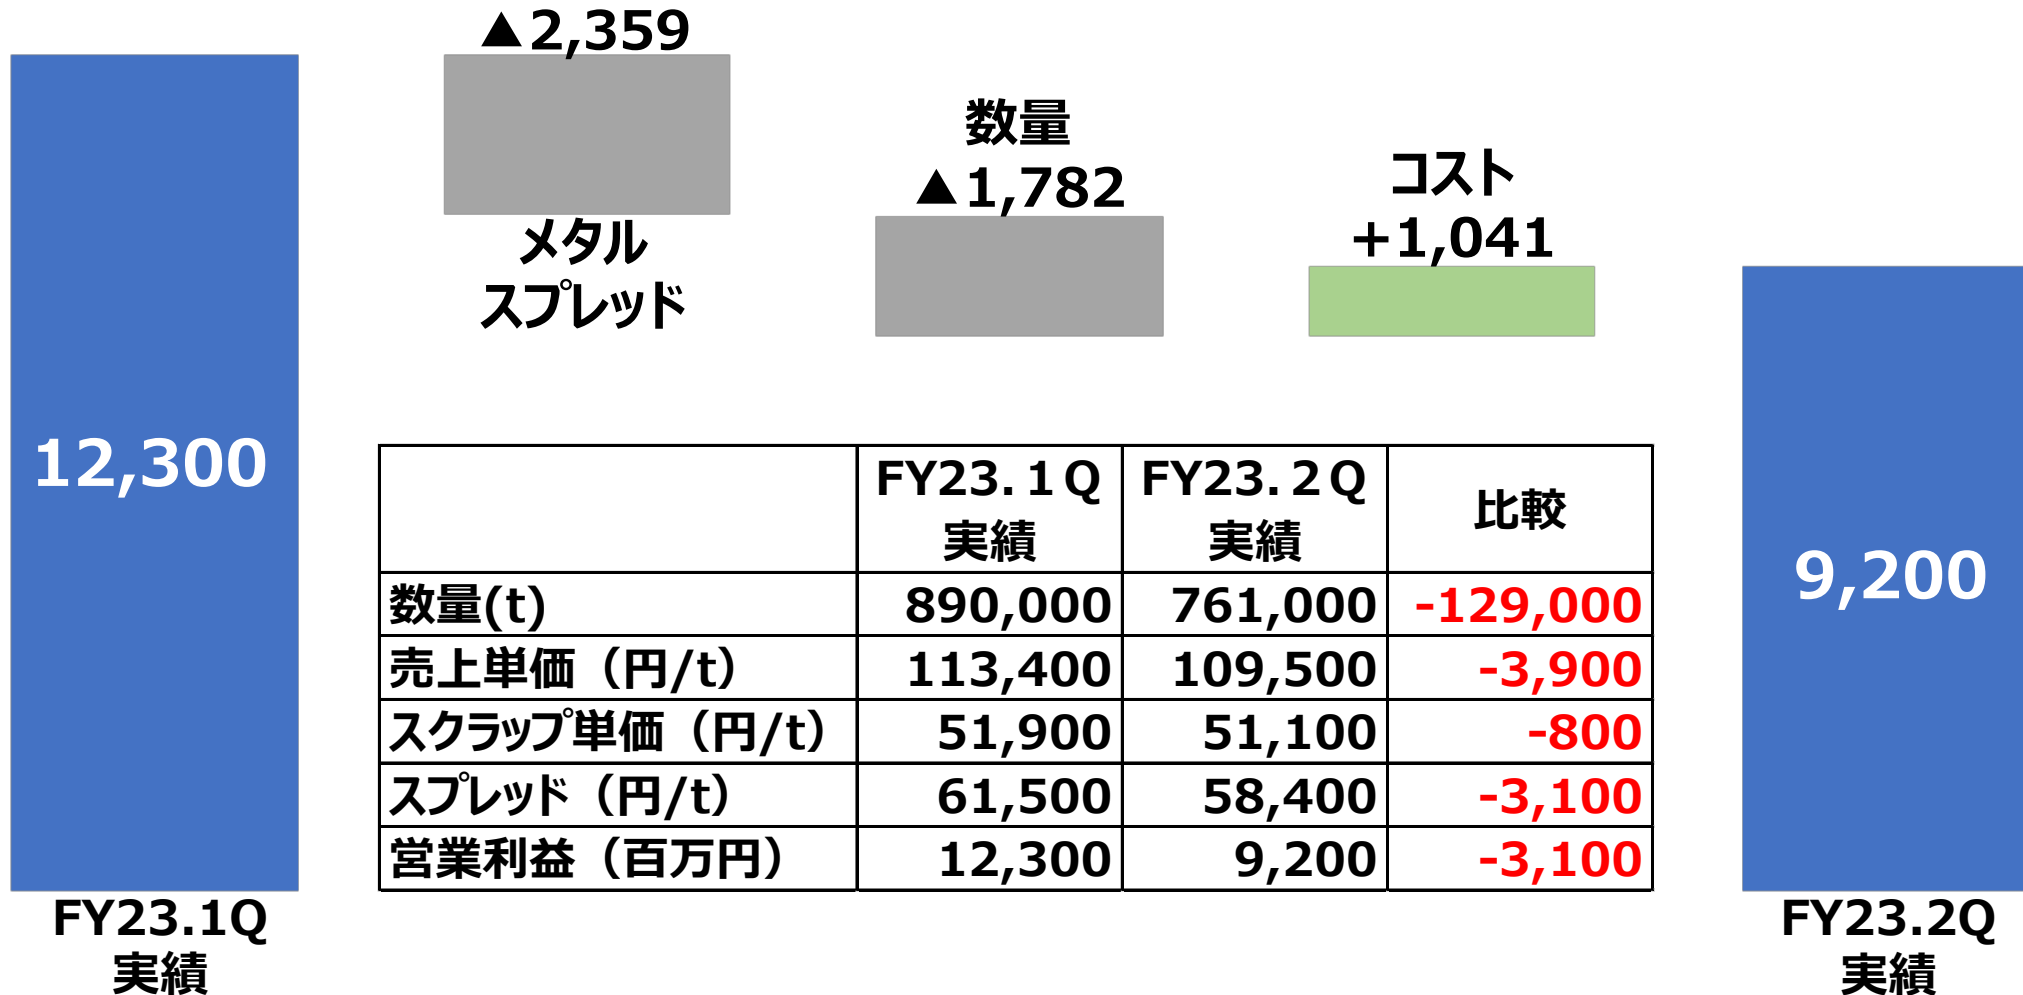 ▲2,359
メタル
スプレッド
数量
▲1,782
コスト
+1,041
12,300
9,200
FY23.1Q
実績
FY23.2Q
実績
FY23.１Q 実績 FY23.２Q 実績 比較
数量(t) 890,000 761,000 -129,000
売上単価（円/t） 113,400 109,500 -3,900
スクラップ単価（円/t） 51,900 51,100 -800
スプレッド（円/t） 61,500 58,400 -3,100
営業利益（百万円） 12,300 9,200 -3,100